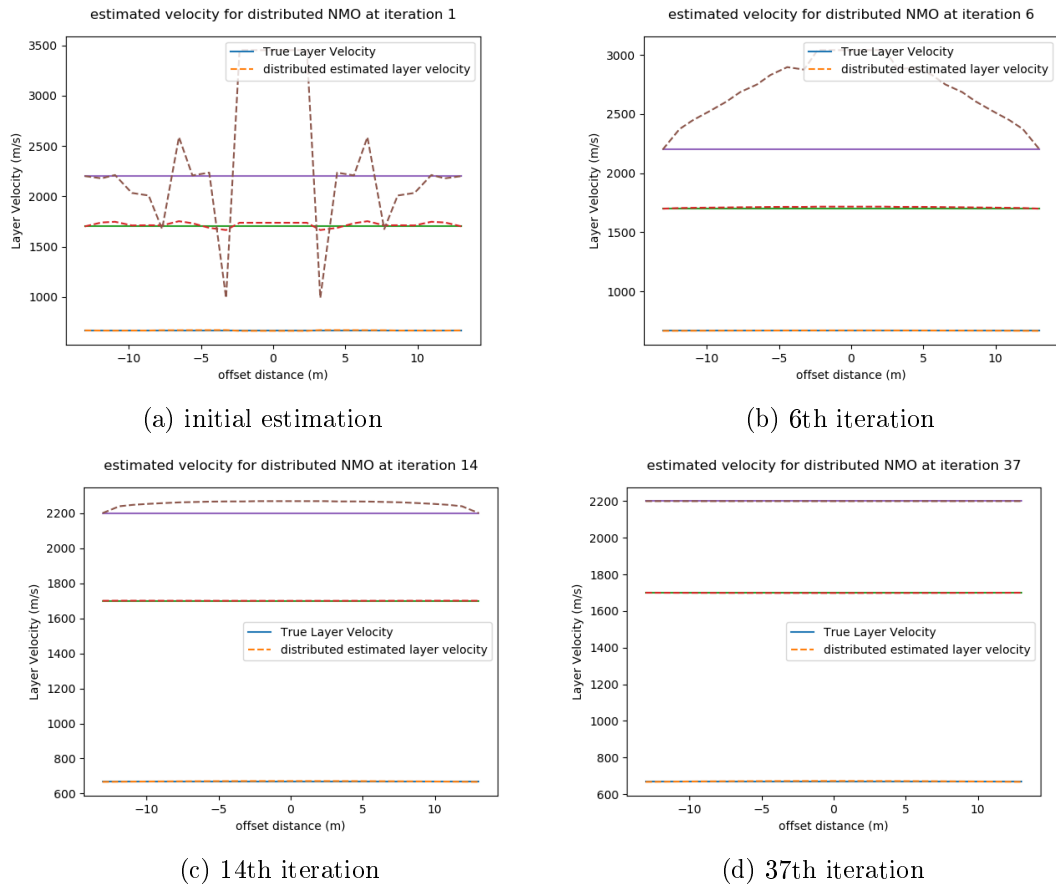 estimated velocity for distributed NMO at iteration 1
3500
3000
2500
2000
1500
1000
Layer Velocity (m/s)
True Layer Velocity
distributed estimated layer velocity
−10
−5
0
5
10
offset distance (m)
(a) initial estimation
estimated velocity for distributed NMO at iteration 6
3000
2500
2000
1500
1000
Layer Velocity (m/s)
True Layer Velocity
distributed estimated layer velocity
−10
−5
0
5
10
offset distance (m)
(b) 6th iteration
estimated velocity for distributed NMO at iteration 14
2200
2000
1800
1600
1400
1200
1000
800
600
Layer Velocity (m/s)
True Layer Velocity
distributed estimated layer velocity
−10
−5
0
5
10
offset distance (m)
(c) 14th iteration
estimated velocity for distributed NMO at iteration 37
2200
2000
1800
1600
1400
1200
1000
800
600
Layer Velocity (m/s)
True Layer Velocity
distributed estimated layer velocity
−10
−5
0
5
10
offset distance (m)
(d) 37th iteration